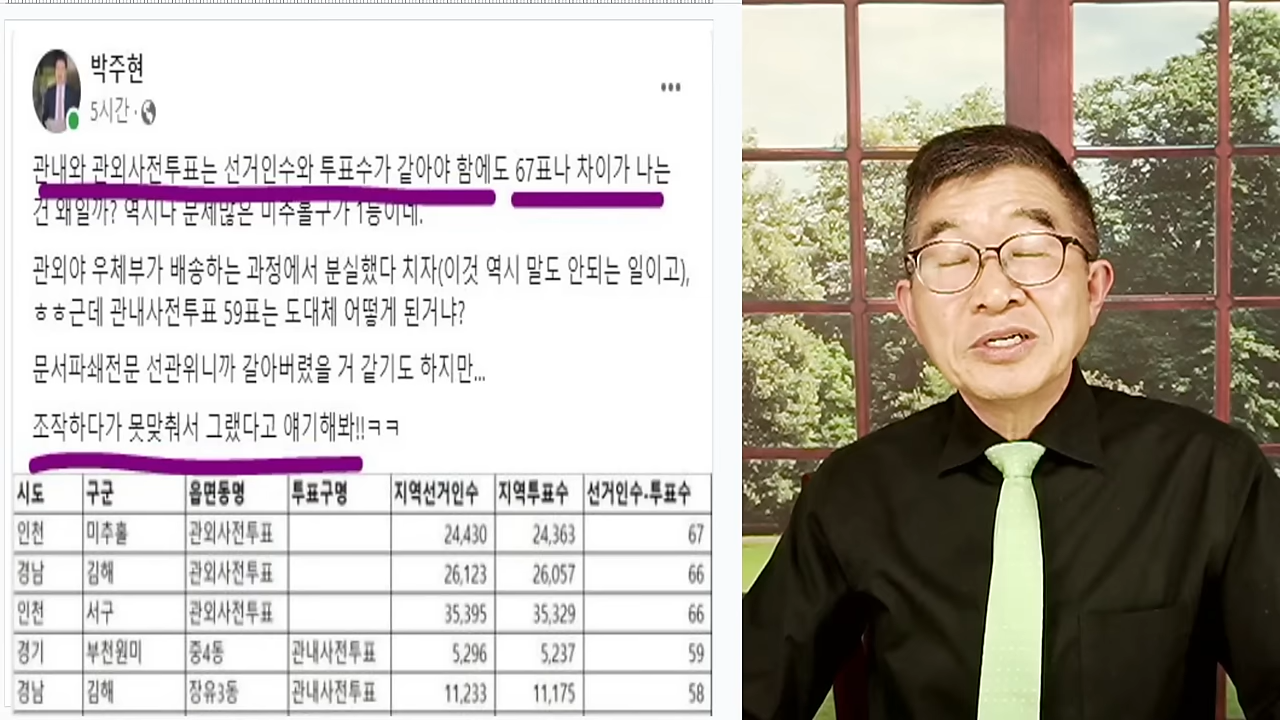 박주현
5시간 ·
관내와 관외사전투표는 선거인수와 투표수가 같아야 함에도 67표나 차이가 나는
건 왜일까? 역시나 문제많은 미추홀구가 1등이네.
관외야 우체부가 배송하는 과정에서 분실했다 치자(이것 역시 말도 안되는 일이고),
ㅎㅎ근데 관내사전투표 59표는 도대체 어떻게 된거냐?
문서파쇄전문 선관위니까 갈아버렸을 거 같기도 하지만...
조작하다가 못맞춰서 그랬다고 얘기해봐!!ㅋㅋ
시도 구군 읍면동명 투표구명 지역선거인수 지역투표수 선거인수-투표수
인천 미추홀 관외사전투표 24,430 24,363 67
경남 김해 관외사전투표 26,123 26,057 66
인천 서구 관외사전투표 35,395 35,329 66
경기 부천원미 중4동 관내사전투표 5,296 5,237 59
경남 김해 장유3동 관내사전투표 11,233 11,175 58